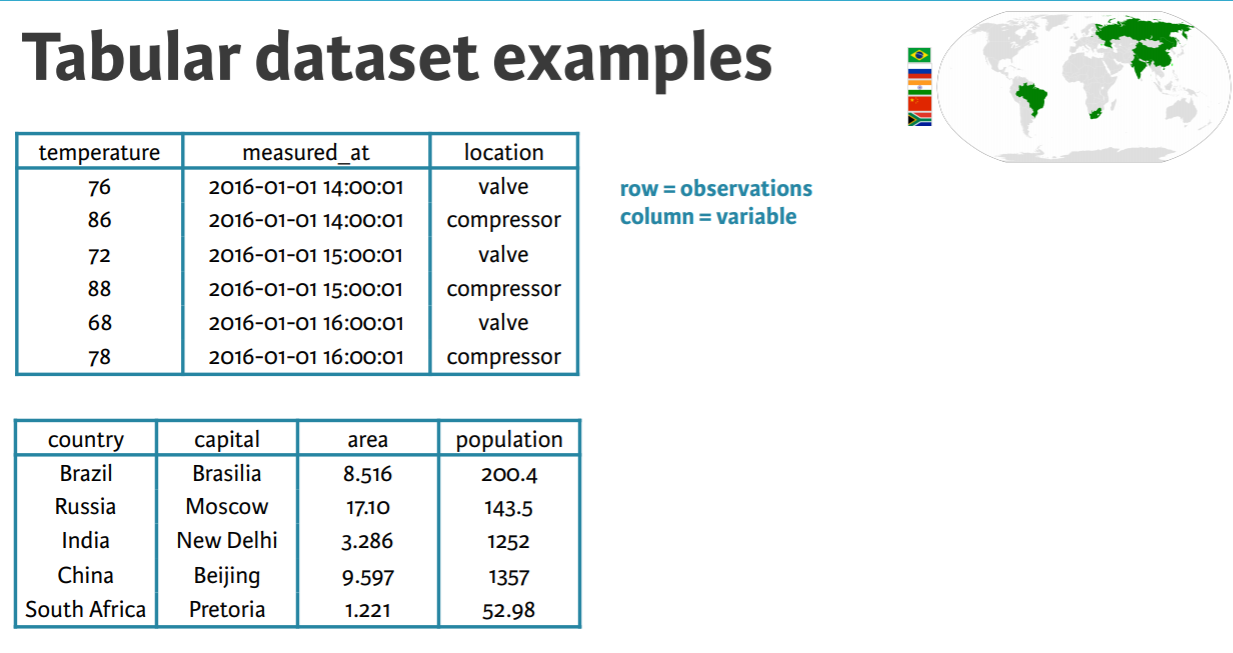 Tabular dataset examples
temperature measured_at location
76 2016-01-01 14:00:01 valve
86 2016-01-01 14:00:01 compressor
72 2016-01-01 15:00:01 valve
88 2016-01-01 15:00:01 compressor
68 2016-01-01 16:00:01 valve
78 2016-01-01 16:00:01 compressor
row = observations
column = variable
country capital area population
Brazil Brasilia 8.516 200.4
Russia Moscow 17.10 143.5
India New Delhi 3.286 1252
China Beijing 9.597 1357
South Africa Pretoria 1.221 52.98